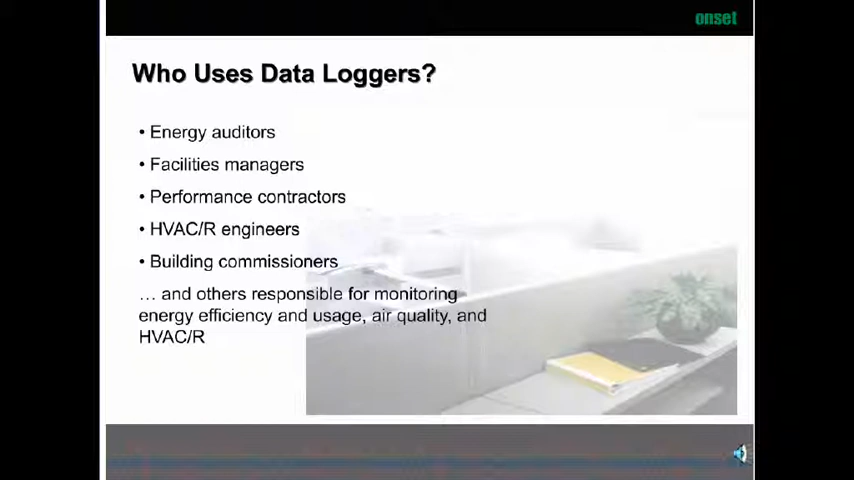 onset
Who Uses Data Loggers?
• Energy auditors
• Facilities managers
• Performance contractors
• HVAC/R engineers
• Building commissioners
… and others responsible for monitoring
energy efficiency and usage, air quality, and
HVAC/R